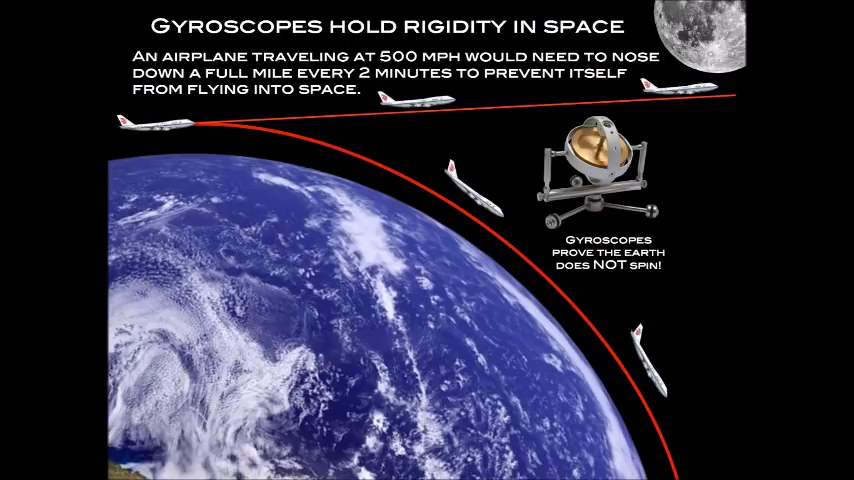 Gyroscopes hold rigidity in space
An airplane traveling at 500 mph would need to nose
down a full mile every 2 minutes to prevent itself
from flying into space.
Gyroscopes
prove the earth
does NOT spin!